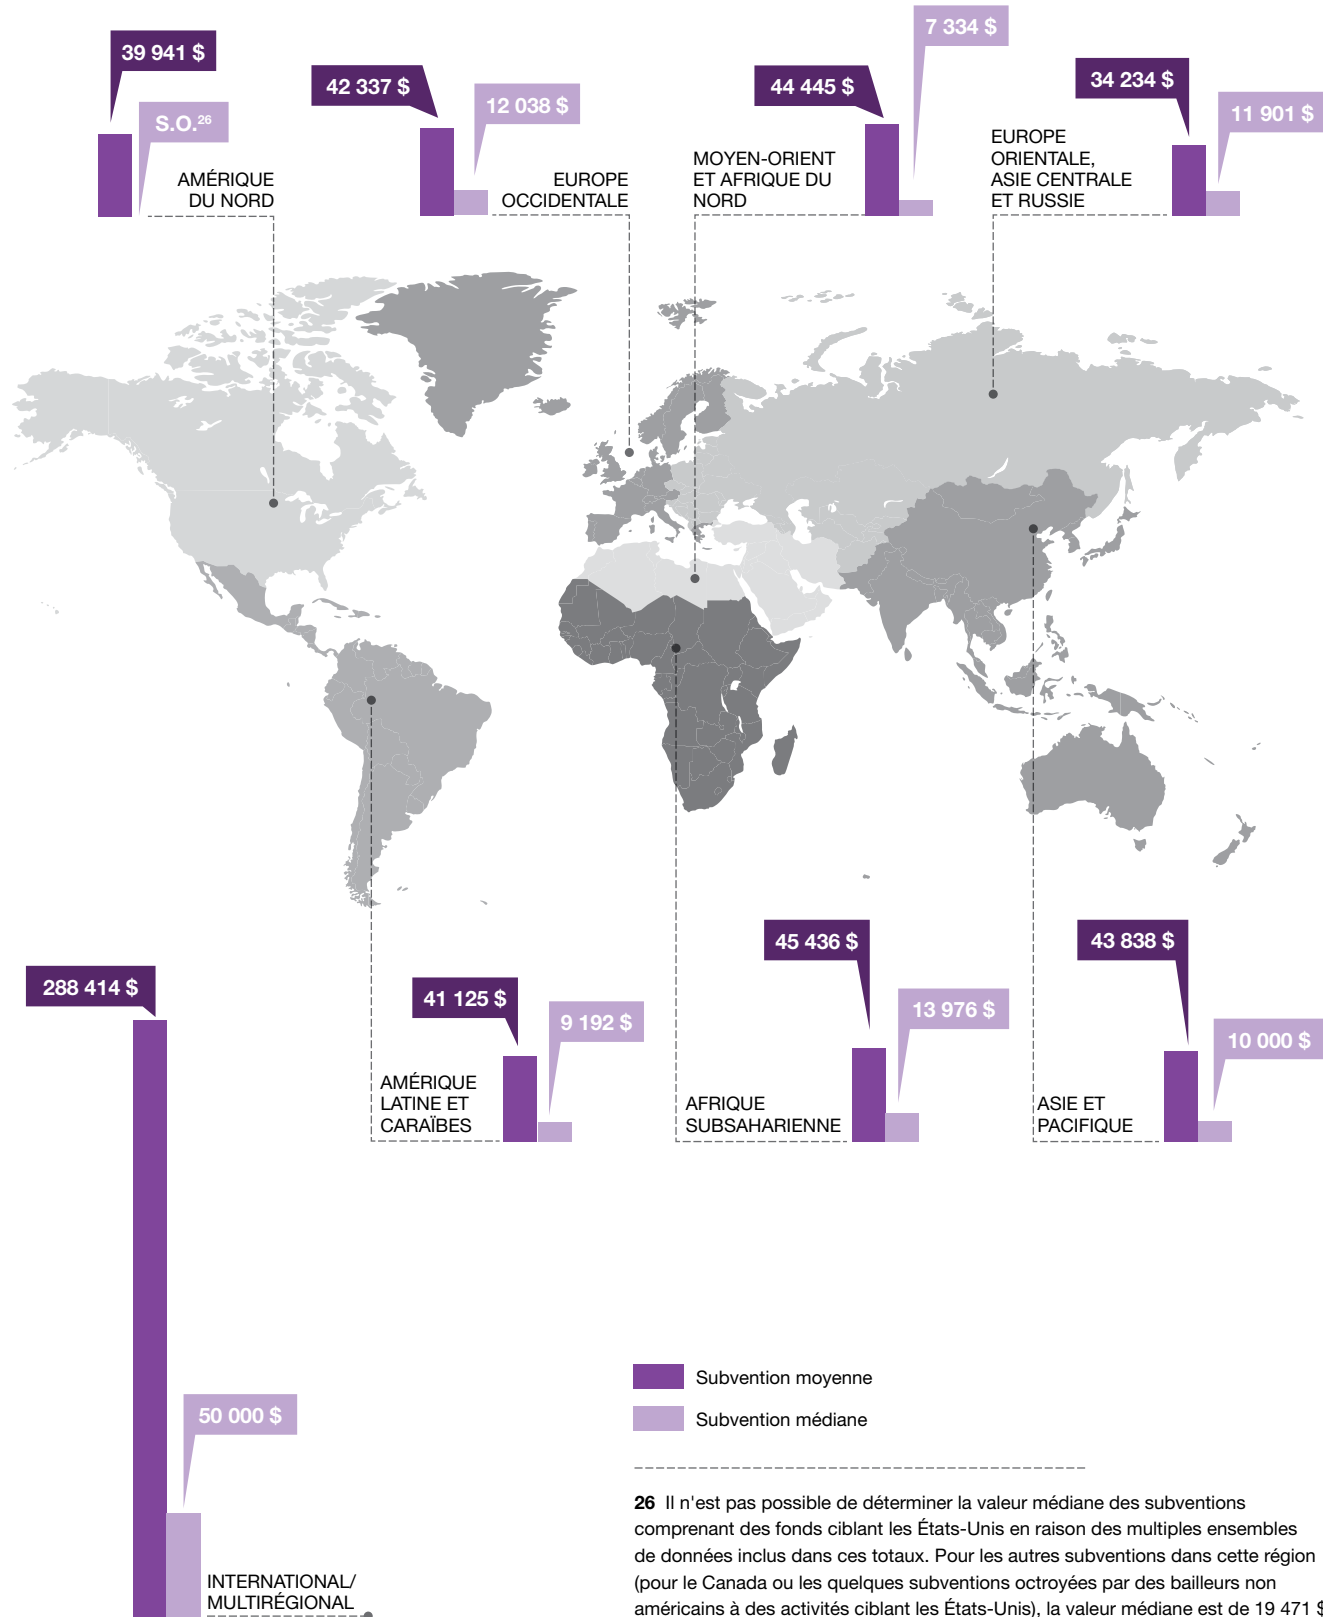 39 941 $
S.O.26
AMÉRIQUE
DU NORD
42 337 $
12 038 $
EUROPE
OCCIDENTALE
44 445 $
7 334 $
MOYEN-ORIENT
ET AFRIQUE DU
NORD
34 234 $
11 901 $
EUROPE
ORIENTALE,
ASIE CENTRALE
ET RUSSIE
288 414 $
50 000 $
INTERNATIONAL/
MULTIRÉGIONAL
41 125 $
9 192 $
AMÉRIQUE
LATINE ET
CARAÏBES
45 436 $
13 976 $
AFRIQUE
SUBSAHARIENNE
43 838 $
10 000 $
ASIE ET
PACIFIQUE
Subvention moyenne
Subvention médiane
26 Il n'est pas possible de déterminer la valeur médiane des subventions
comprenant des fonds ciblant les États-Unis en raison des multiples ensembles
de données inclus dans ces totaux. Pour les autres subventions dans cette région
(pour le Canada ou les quelques subventions octroyées par des bailleurs non
américains à des activités ciblant les États-Unis), la valeur médiane est de 19 471 $